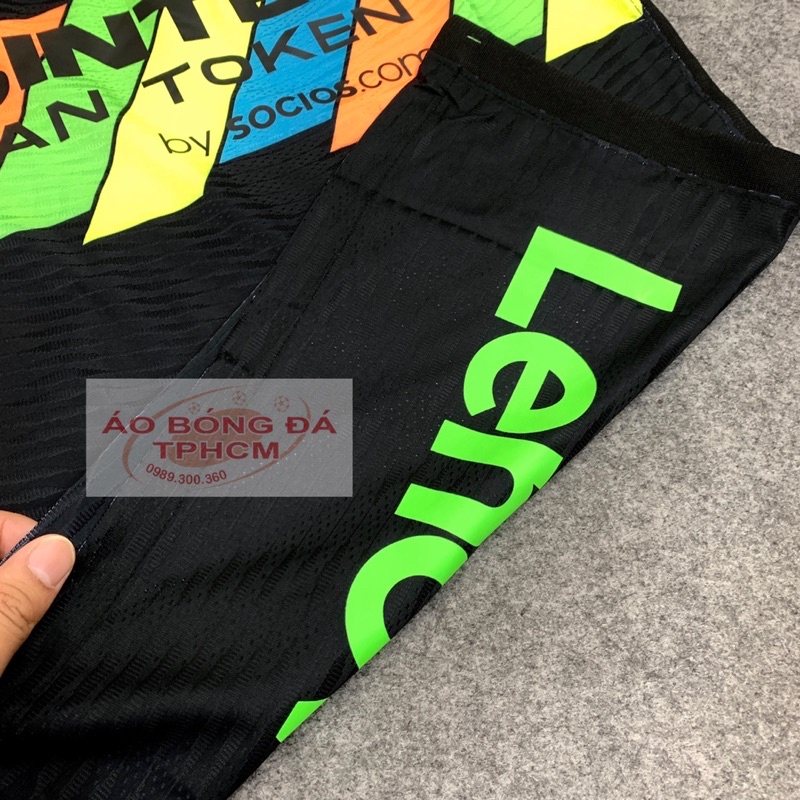 INTE
AN TOKEN
by socios.com
Leno
ÁO BÓNG ĐÁ
TPHCM
0989.300.360